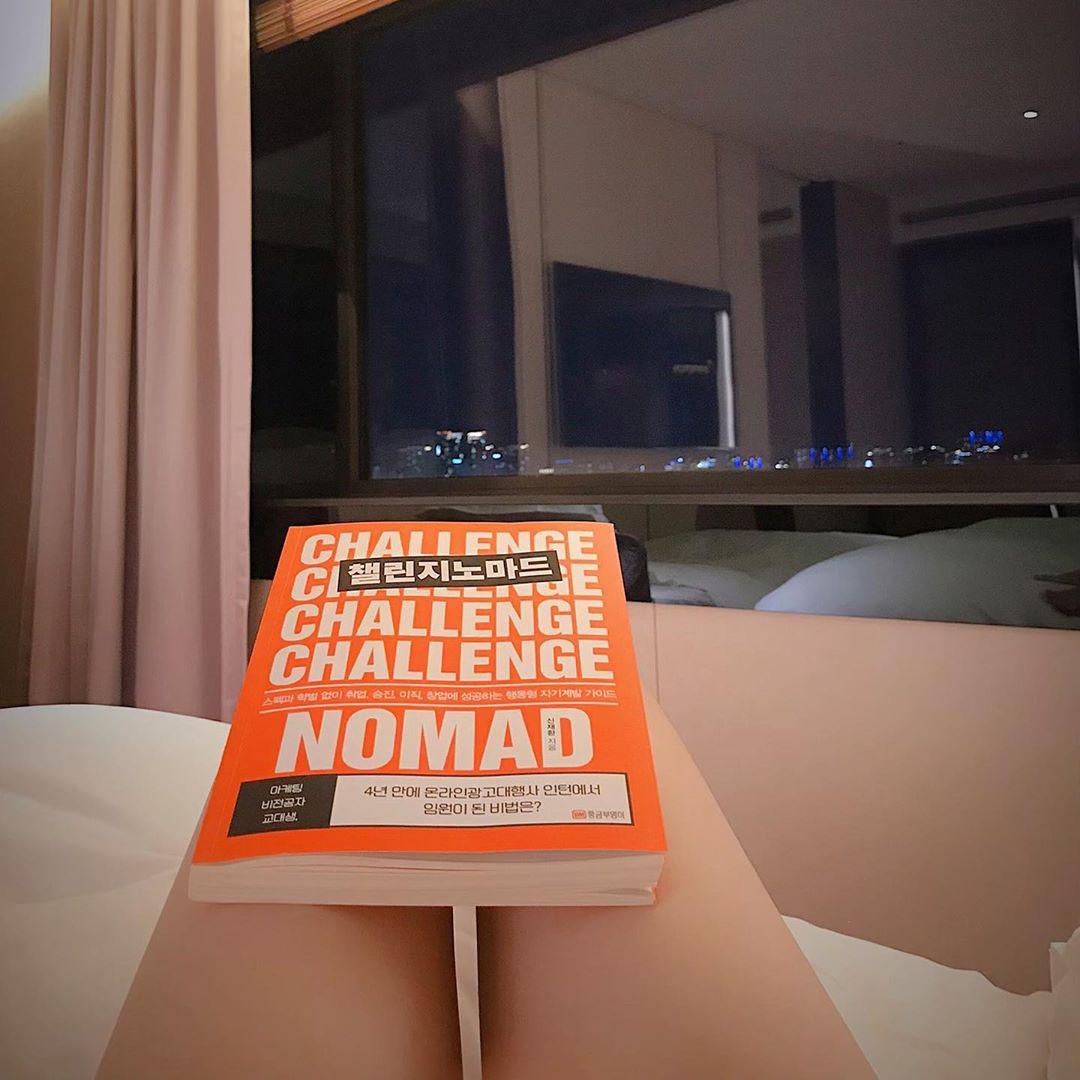 CHALLENGE
챌린지노마드
CHALLENGE
CHALLENGE
CHALLENGE
스펙과 학벌 없이 취업, 승진, 이직, 창업에 성공하는 행동형 자기계발 가이드
NOMAD
신재환 지음
마케팅
비전공자
교대생,
4년 만에 온라인광고대행사 인턴에서
임원이 된 비법은?
BM 황금부엉이